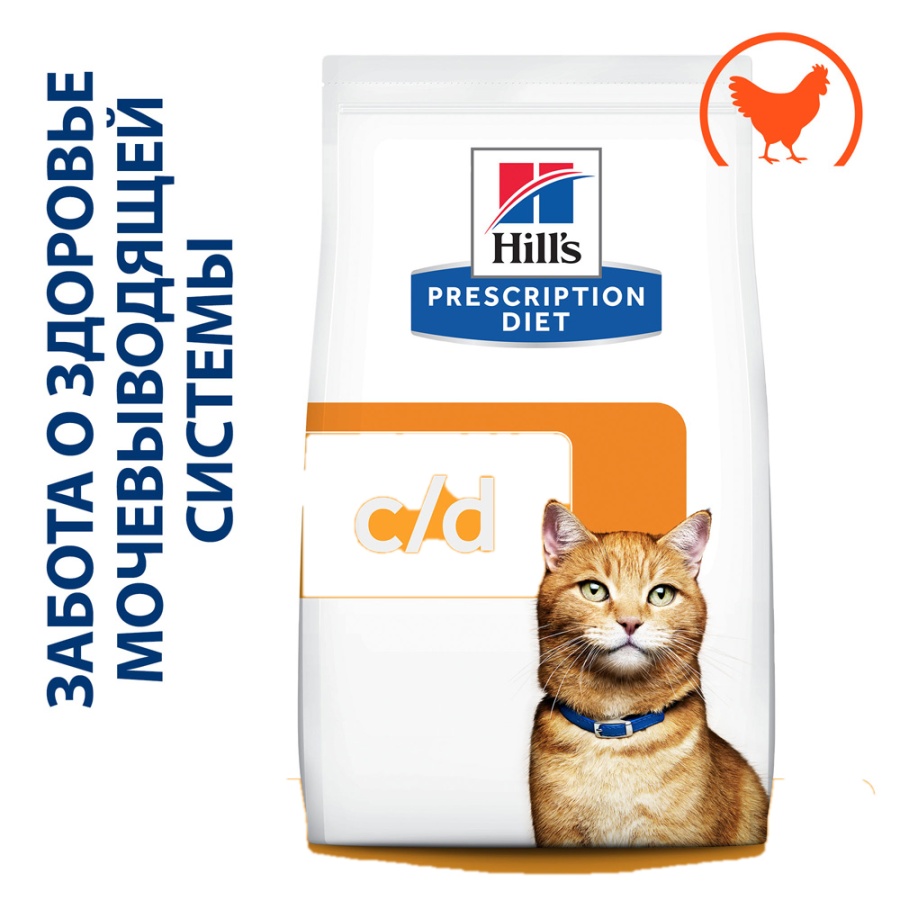 ЗАБОТА О ЗДОРОВЬЕ
МОЧЕВЫВОДЯЩЕЙ
СИСТЕМЫ
Hill's
PRESCRIPTION
DIET
c/d